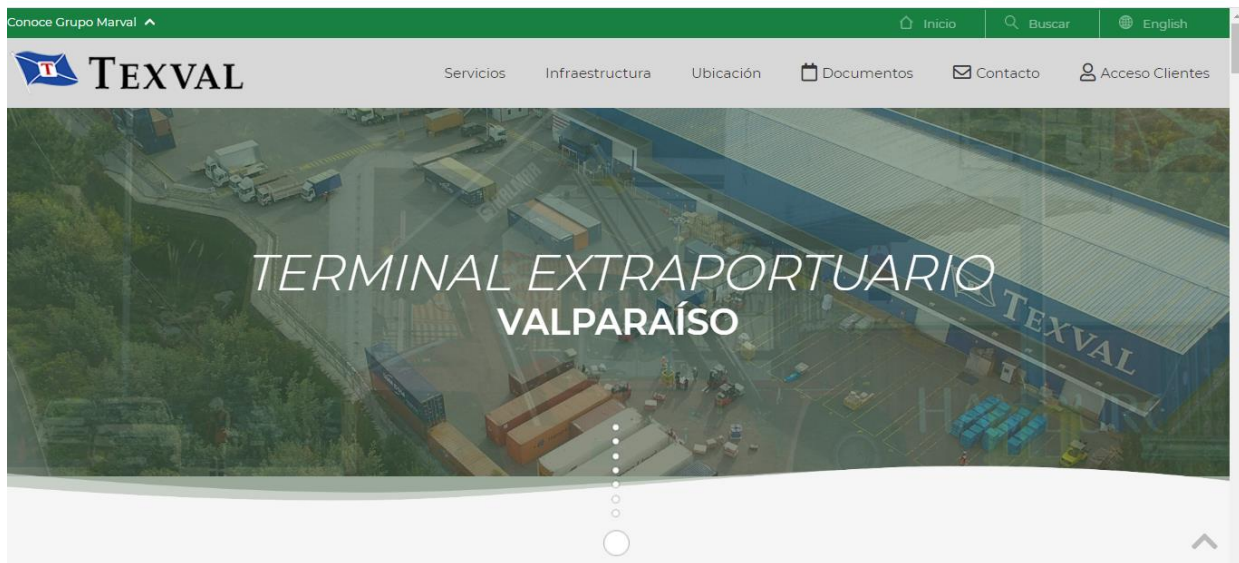 Conoce Grupo Marval
Inicio
Buscar
English
T
TEXVAL
Servicios
Infraestructura
Ubicación
Documentos
Contacto
Acceso Clientes
TERMINAL EXTRAPORTUARIO
VALPARAÍSO
TEXVAL